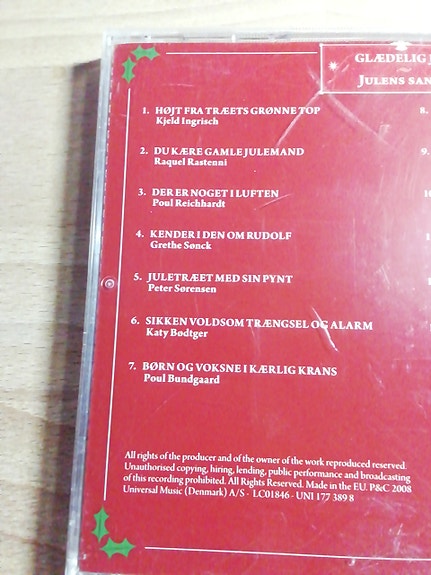 GLÆDELIG
JULENS
1. HØJT FRA TRÆETS GRØNNE TOP
Kjeld Ingrisch
2. DU KÆRE GAMLE JULEMAND
Raquel Rastenni
3. DER ER NOGET I LUFTEN
Poul Reichhardt
4. KENDER I DEN OM RUDOLF
Grethe Sønck
5. JULETRÆET MED SIN PYNT
Peter Sørensen
6. SIKKEN VOLDSOM TRÆNGSEL OG ALARM
Katy Bødtger
7. BØRN OG VOKSNE I KÆRLIG KRANS
Poul Bundgaard
8.
9.
All rights of the producer and of the owner of the work reproduced reserved.
Unauthorised copying, hiring, lending, public performance and broadcasting
of this recording prohibited. All Rights Reserved. Made in the EU. P&C 2008
Universal Music (Denmark) A/S - LC01846 - UNI 177 389 8